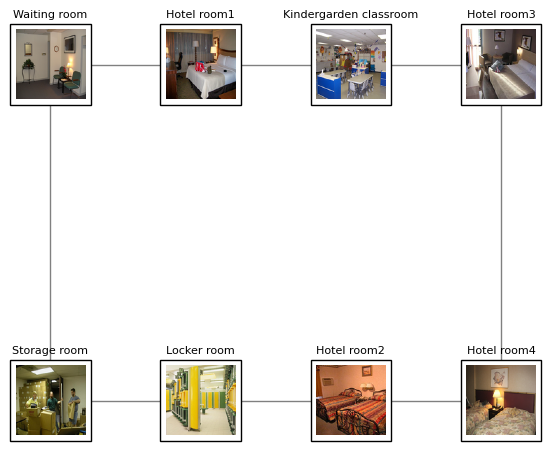 Waiting room
Hotel room1
Kindergarden classroom
Hotel room3
Storage room
Locker room
Hotel room2
Hotel room4